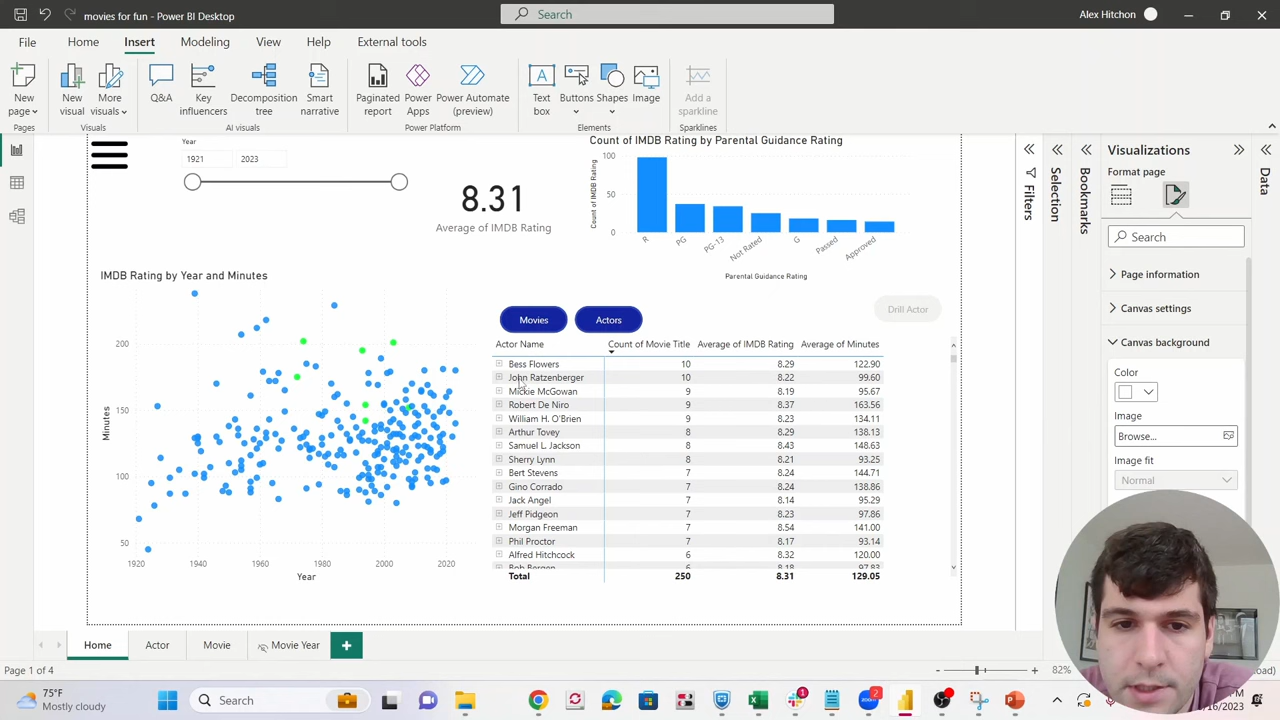 movies for fun - Power BI Desktop
Search
Alex Hitchon
File
Home
Insert
Modeling
View
Help
External tools
New page
New visual
More visuals
Q&A
Key influencers
Decomposition tree
Smart narrative
Paginated report
Power Apps
Power Automate (preview)
Text box
Buttons
Shapes
Image
Add a sparkline
Pages
Visuals
AI visuals
Power Platform
Elements
Sparklines
Year
1921
2023
8.31
Average of IMDB Rating
Count of IMDB Rating by Parental Guidance Rating
Count of IMDB Rating
100
50
0
R
PG
PG-13
Not Rated
G
Passed
Approved
Parental Guidance Rating
IMDB Rating by Year and Minutes
Minutes
200
150
100
50
1920
1940
1960
1980
2000
2020
Year
Movies
Actors
Drill Actor
Actor Name Count of Movie Title Average of IMDB Rating Average of Minutes
Bess Flowers 10 8.29 122.90
John Ratzenberger 10 8.22 99.60
Mickie McGowan 9 8.19 95.67
Robert De Niro 9 8.37 163.56
William H. O'Brien 9 8.23 134.11
Arthur Tovey 8 8.29 138.13
Samuel L. Jackson 8 8.43 148.63
Sherry Lynn 8 8.21 93.25
Bert Stevens 7 8.24 144.71
Gino Corrado 7 8.24 138.86
Jack Angel 7 8.14 95.29
Jeff Pidgeon 7 8.23 97.86
Morgan Freeman 7 8.54 141.00
Phil Proctor 7 8.17 93.14
Alfred Hitchcock 6 8.32 120.00
Bob Bergen 6 8.18 97.83
Total 250 8.31 129.05
Filters
Selection
Bookmarks
Visualizations
Format page
Search
Page information
Canvas settings
Canvas background
Color
Image
Browse...
Image fit
Normal
Data
Home
Actor
Movie
Movie Year
Page 1 of 4
82%
75°F
Mostly cloudy
Search
1
2